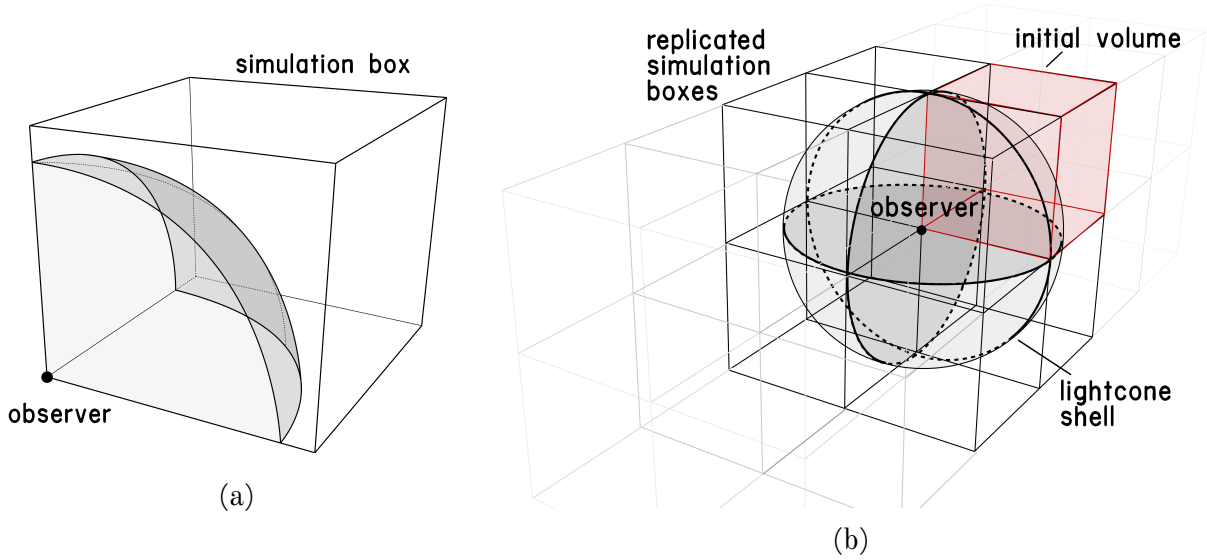 simulation box
observer
(a)
replicated
simulation
boxes
initial volume
observer
lightcone
shell
(b)